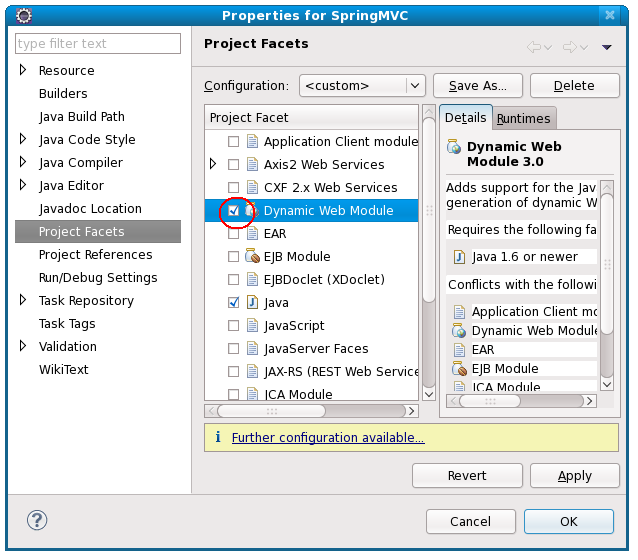 Properties for SpringMVC
type filter text
Resource
Builders
Java Build Path
Java Code Style
Java Compiler
Java Editor
Javadoc Location
Project Facets
Project References
Run/Debug Settings
Task Repository
Task Tags
Validation
WikiText
Project Facets
Configuration: <custom> Save As... Delete
Project Facet
Application Client module
Axis2 Web Services
CXF 2.x Web Services
Dynamic Web Module
EAR
EJB Module
EJBDoclet (XDoclet)
Java
JavaScript
JavaServer Faces
JAX-RS (REST Web Service
JCA Module
Details Runtimes
Dynamic Web
Module 3.0
Adds support for the Jav
generation of dynamic W
Requires the following fa
Java 1.6 or newer
Conflicts with the followin
Application Client mo
Dynamic Web Module
EAR
EJB Module
JCA Module
i Further configuration available...
Revert Apply
? Cancel OK